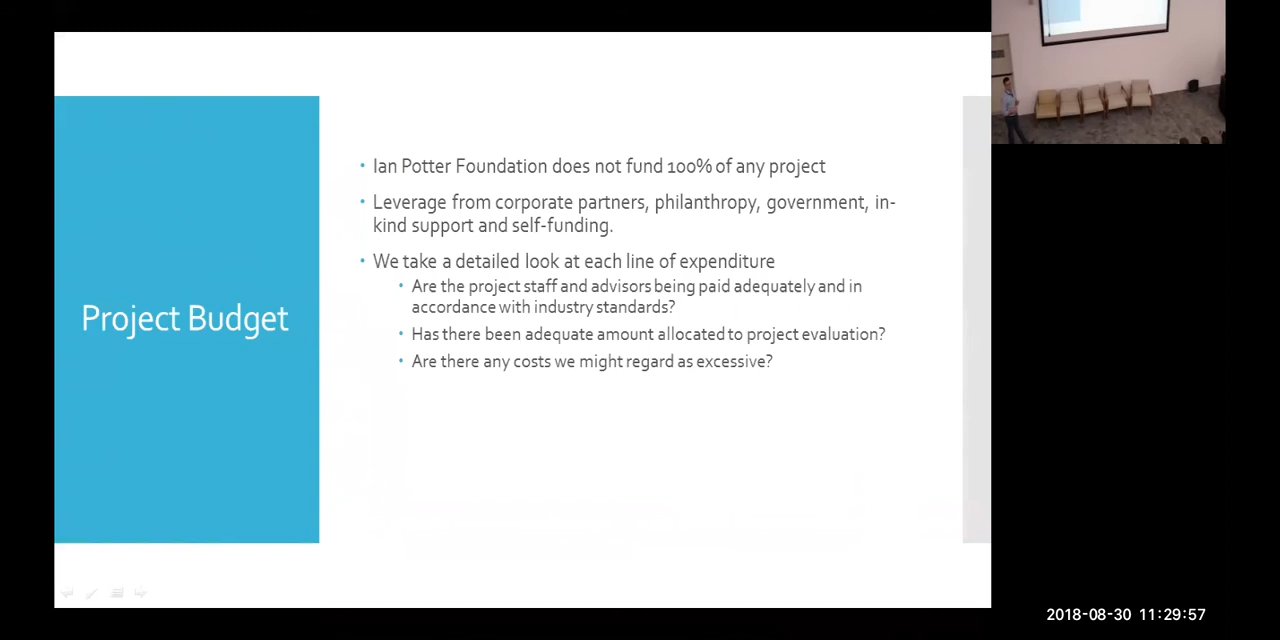 Project Budget
Ian Potter Foundation does not fund 100% of any project
Leverage from corporate partners, philanthropy, government, in-
kind support and self-funding.
We take a detailed look at each line of expenditure
Are the project staff and advisors being paid adequately and in
accordance with industry standards?
Has there been adequate amount allocated to project evaluation?
Are there any costs we might regard as excessive?
2018-08-30 11:29:57